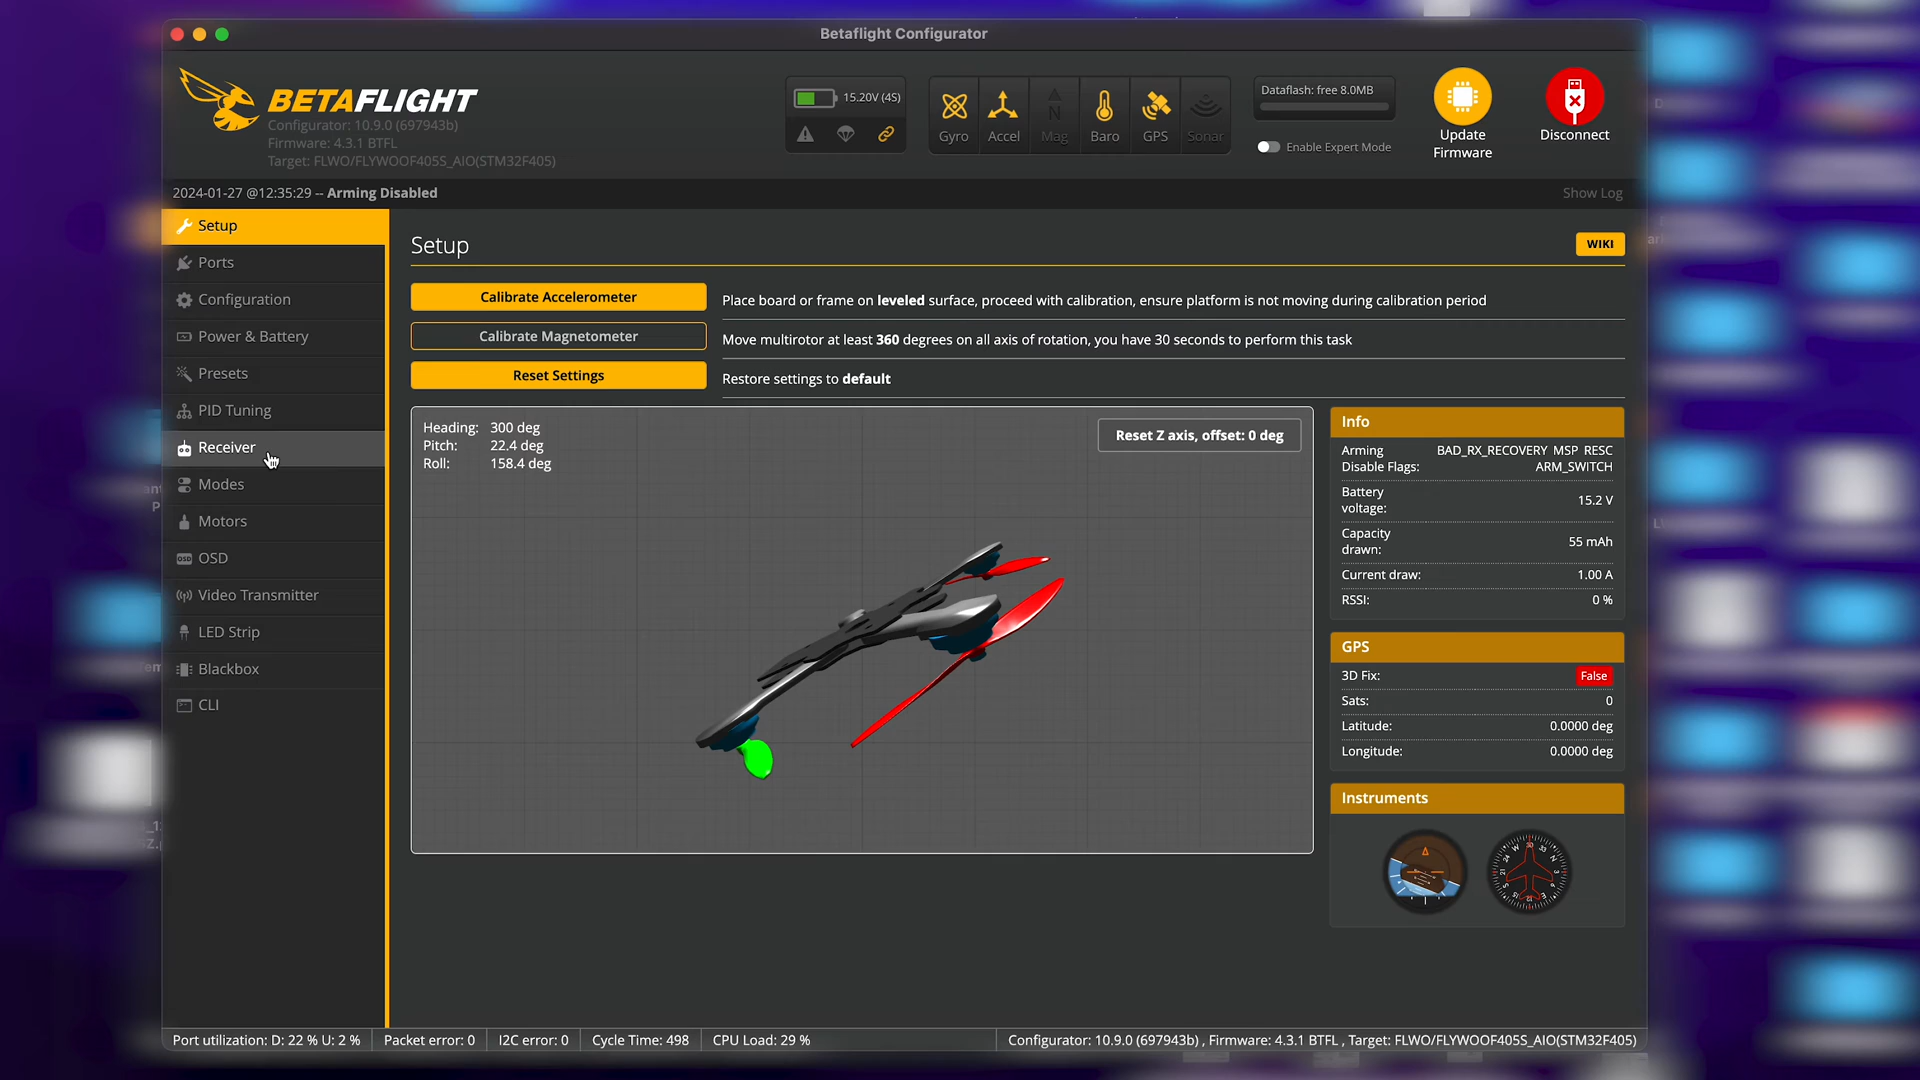 Betaflight Configurator
BETAFLIGHT
Configurator: 10.9.0 (697943b)
Firmware: 4.3.1 BTFL
Target: FLWO/FLYWOOF405S_AIO(STM32F405)
15.20V (4S)
Gyro
Accel
Mag
Baro
GPS
Sonar
Dataflash: free 8.0MB
Enable Expert Mode
Update
Firmware
Disconnect
2024-01-27 @12:35:29 -- Arming Disabled
Show Log
Setup
Ports
Configuration
Power & Battery
Presets
PID Tuning
Receiver
Modes
Motors
OSD
Video Transmitter
LED Strip
Blackbox
CLI
Setup
WIKI
Calibrate Accelerometer
Place board or frame on leveled surface, proceed with calibration, ensure platform is not moving during calibration period
Calibrate Magnetometer
Move multirotor at least 360 degrees on all axis of rotation, you have 30 seconds to perform this task
Reset Settings
Restore settings to default
Heading: 300 deg
Pitch: 22.4 deg
Roll: 158.4 deg
Reset Z axis, offset: 0 deg
Info
Arming BAD_RX_RECOVERY MSP RESC
Disable Flags: ARM_SWITCH
Battery
voltage: 15.2 V
Capacity
drawn: 55 mAh
Current draw: 1.00 A
RSSI: 0 %
GPS
3D Fix: False
Sats: 0
Latitude: 0.0000 deg
Longitude: 0.0000 deg
Instruments
Port utilization: D: 22 % U: 2 %
Packet error: 0
I2C error: 0
Cycle Time: 498
CPU Load: 29 %
Configurator: 10.9.0 (697943b) , Firmware: 4.3.1 BTFL , Target: FLWO/FLYWOOF405S_AIO(STM32F405)